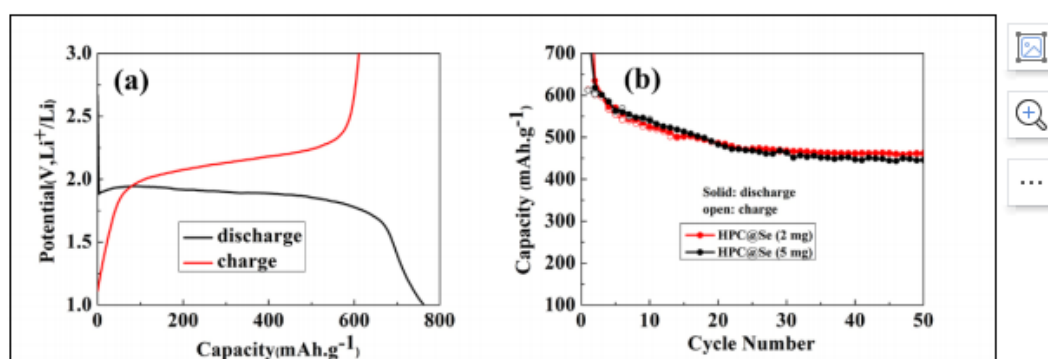 (a)
Potential(V,Li⁺/Li)
3.0
2.5
2.0
1.5
1.0
discharge
charge
0 200 400 600 800
Capacity(mAh.g⁻¹)
(b)
Capacity (mAh.g⁻¹)
700
600
500
400
300
200
100
Solid: discharge
open: charge
HPC@Se (2 mg)
HPC@Se (5 mg)
0 10 20 30 40 50
Cycle Number